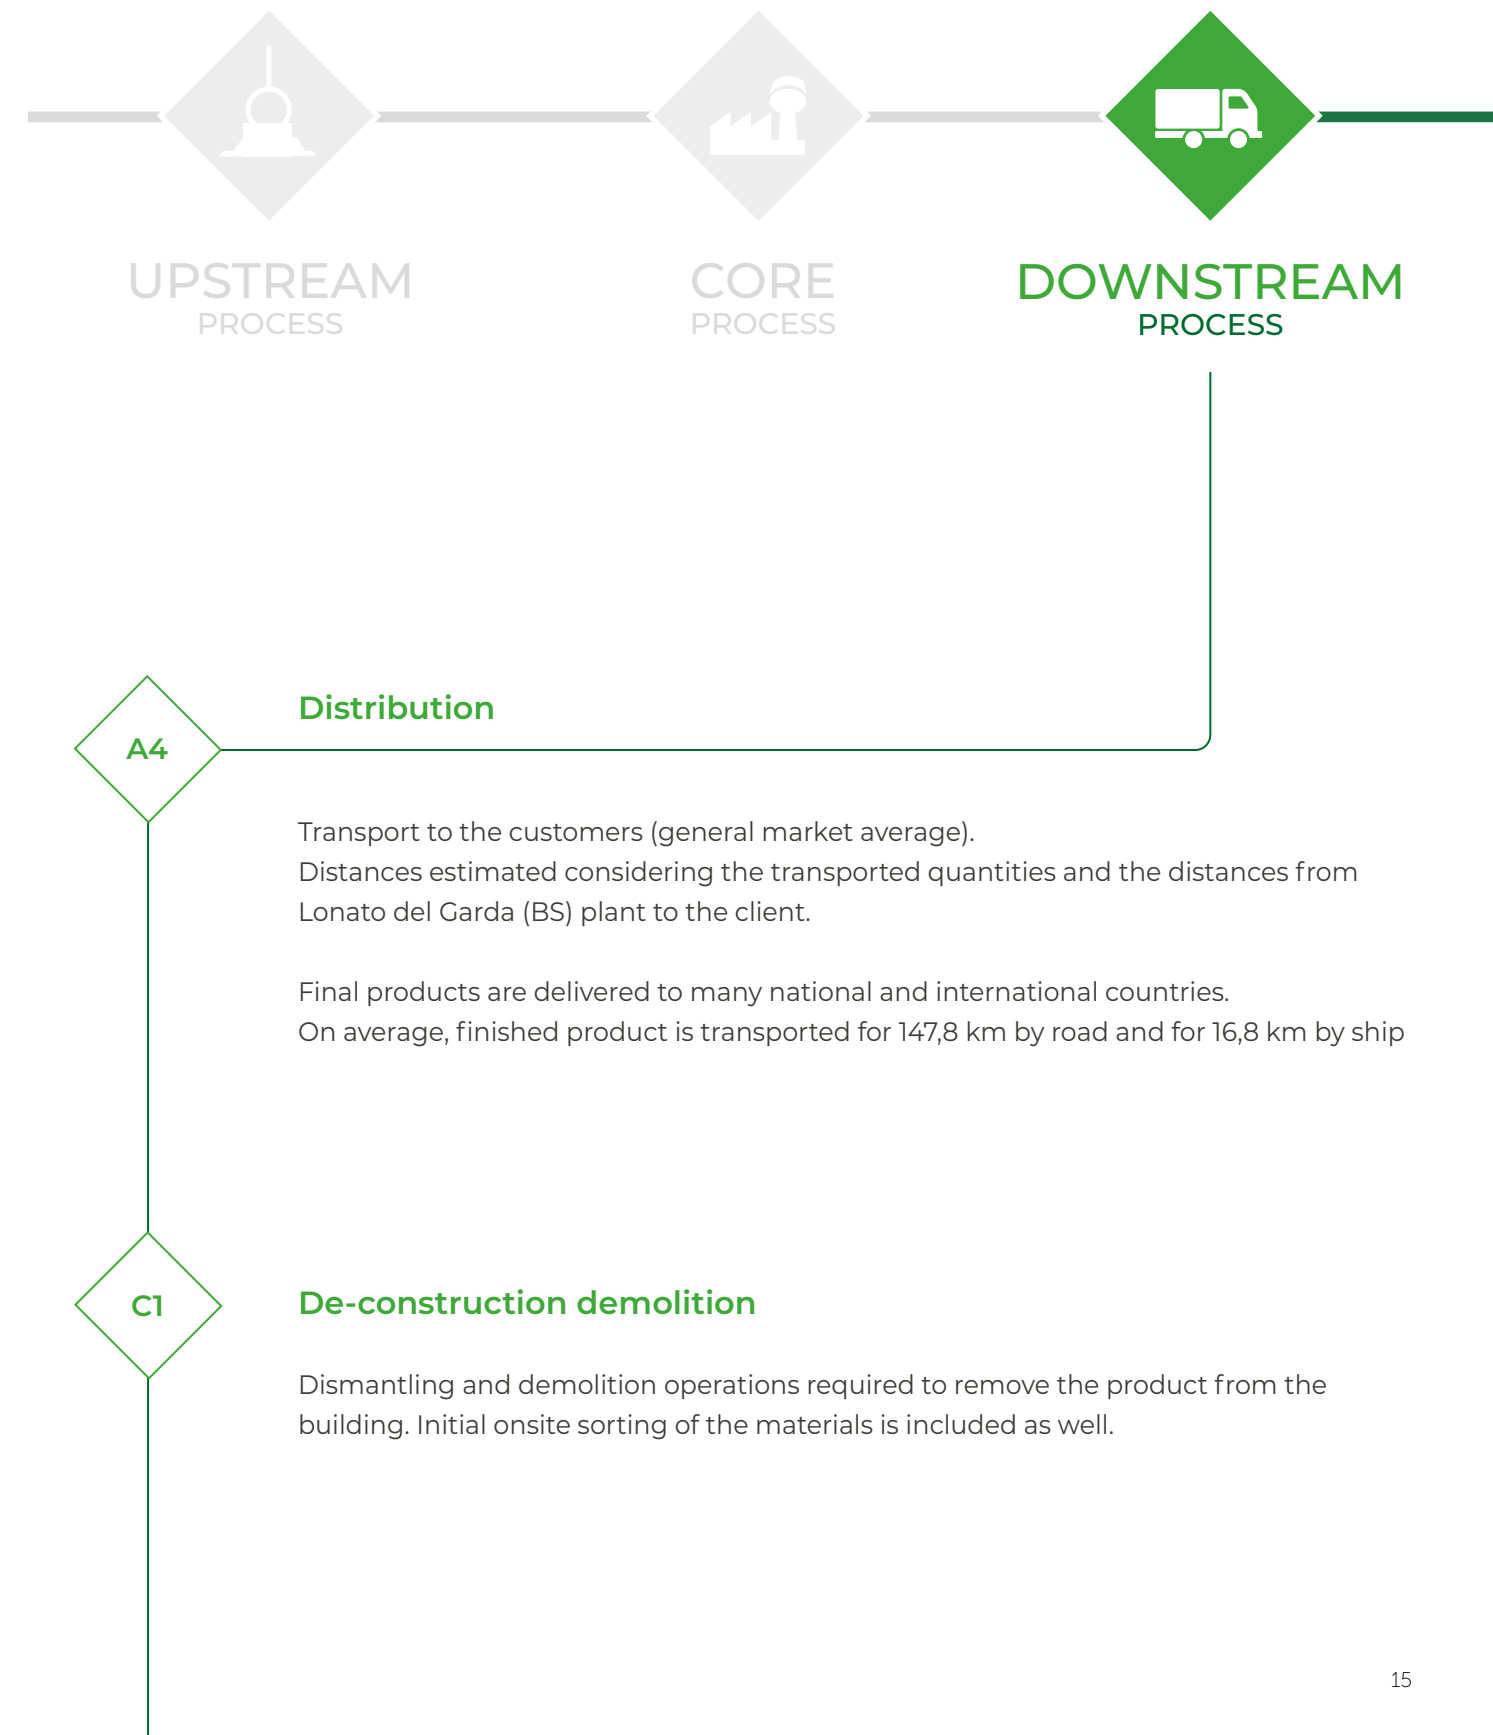 UPSTREAM
PROCESS
CORE
PROCESS
DOWNSTREAM
PROCESS
A4
Distribution
Transport to the customers (general market average).
Distances estimated considering the transported quantities and the distances from
Lonato del Garda (BS) plant to the client.
Final products are delivered to many national and international countries.
On average, finished product is transported for 147,8 km by road and for 16,8 km by ship
C1
De-construction demolition
Dismantling and demolition operations required to remove the product from the
building. Initial onsite sorting of the materials is included as well.
15